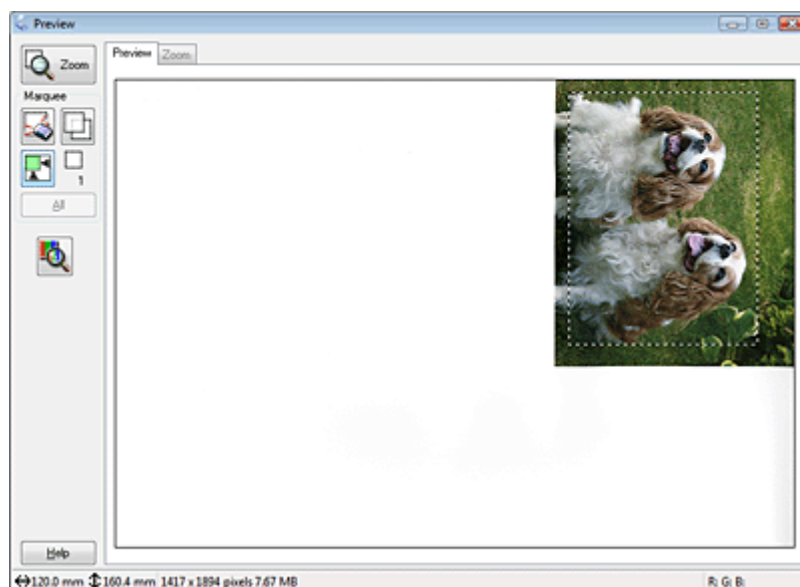 Preview
Zoom
Preview Zoom
Marquee
1
All
Help
120.0 mm 160.4 mm 1417 x 1894 pixels 7.67 MB
R: G: B: